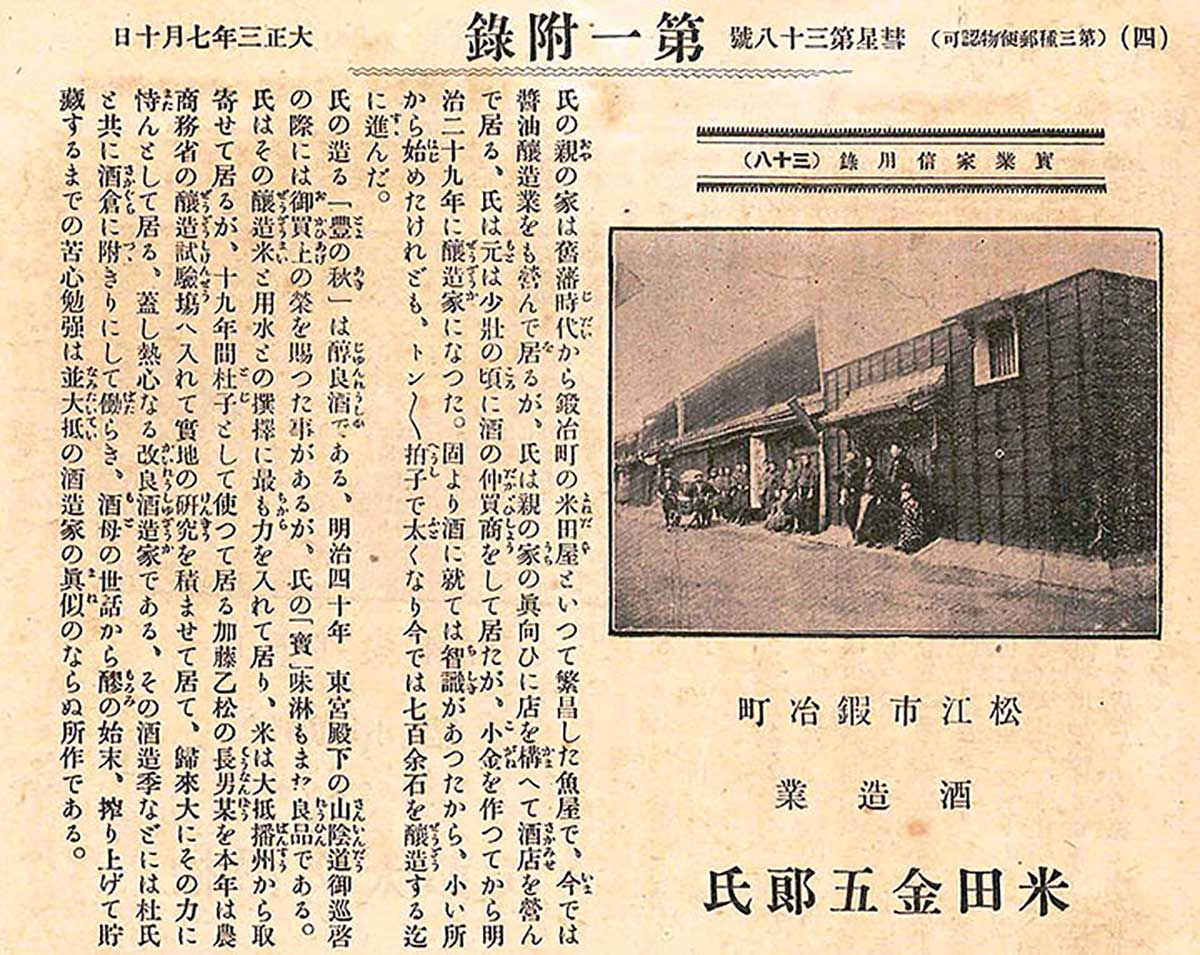 (四)(第三種郵便物認可) 彗星第三十八號
第一附錄
大正三年七月十日
實業家信用錄(三十八)
松江市鍛冶町
酒造業
米田金五郎氏
氏の親の家は舊藩時代から鍛冶町の米田屋といつて繁昌した魚屋で、今では
醬油釀造業をも營んで居るが、氏は親の家の眞向ひに店を構へて酒店を營ん
で居る、氏は元は少壯の頃に酒の仲買商をして居たが、小金を作つてから明
治二十九年に釀造家になつた。固より酒に就ては智識があつたから、小い所
から始めたけれども、トン〱拍子で太くなり今では七百余石を釀造する迄
に進んだ。
氏の造る「豐の秋」は醇良酒である、明治四十年 東宮殿下の山陰道御巡啓
の際には御買上の榮を賜つた事があるが、氏の「寳」味淋もまた良品である。
氏はその釀造米と用水との撰擇に最も力を入れて居り、米は大抵播州から取
寄せて居るが、十九年間杜子として使つて居る加藤乙松の長男某を本年は農
商務省の釀造試驗塲へ入れて實地の硏究を積ませて居て、歸來大にその力に
恃んとして居る、蓋し熱心なる改良酒造家である、その酒造季などには杜氏
と共に酒倉に附きりにして働らき、酒母の世話から醪の始末、搾り上げて貯
藏するまでの苦心勉强は並大抵の酒造家の眞似のならぬ所作である。